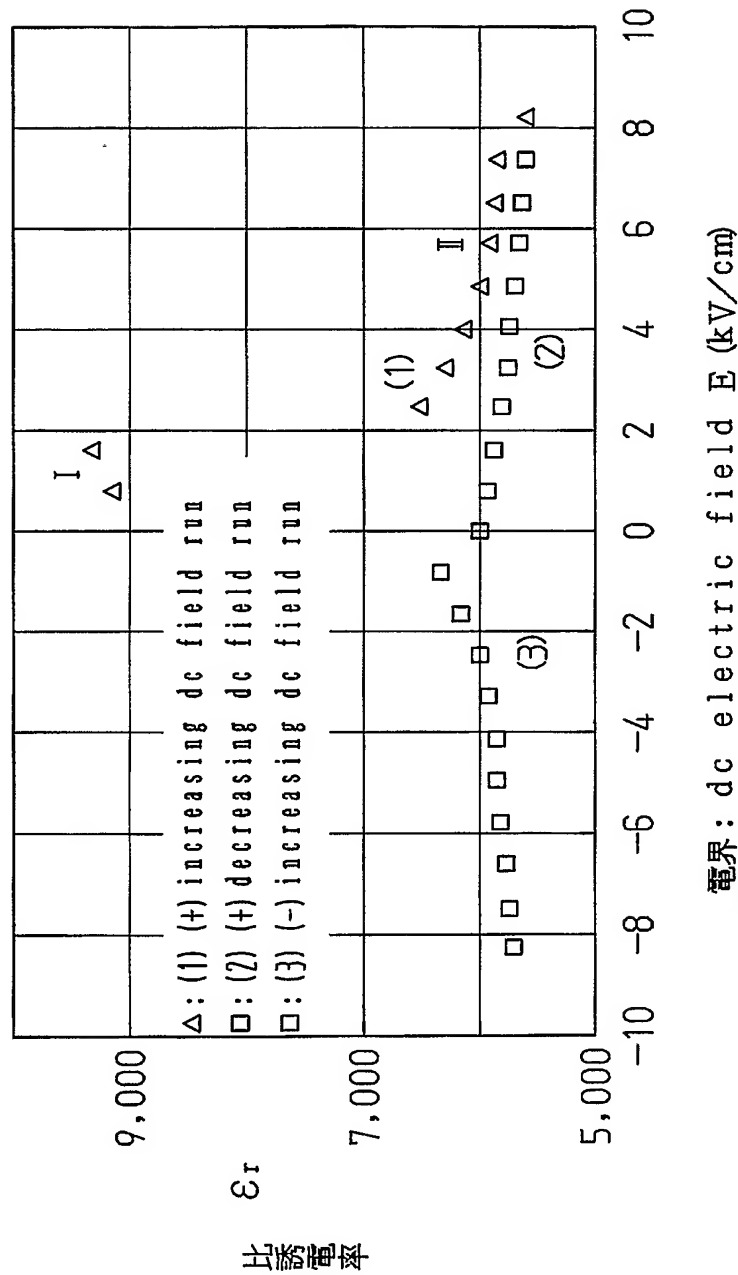 比誘電率
εr
9,000
7,000
5,000
I
II
△ : (1) (+) increasing dc field run
□ : (2) (+) decreasing dc field run
□ : (3) (-) increasing dc field run
(1)
(2)
(3)
-10 -8 -6 -4 -2 0 2 4 6 8 10
電界 : dc electric field E (kV/cm)